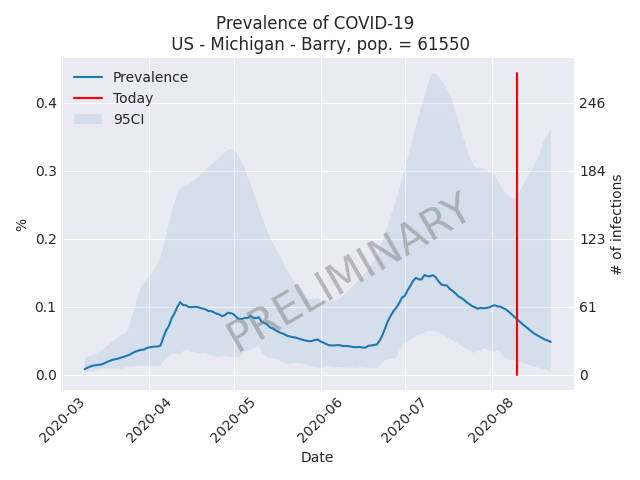 Prevalence of COVID-19
US - Michigan - Barry, pop. = 61550
Prevalence
Today
95CI
PRELIMINARY
%
0.4
0.3
0.2
0.1
0.0
246
184
123
61
0
# of infections
2020-03
2020-04
2020-05
2020-06
2020-07
2020-08
Date